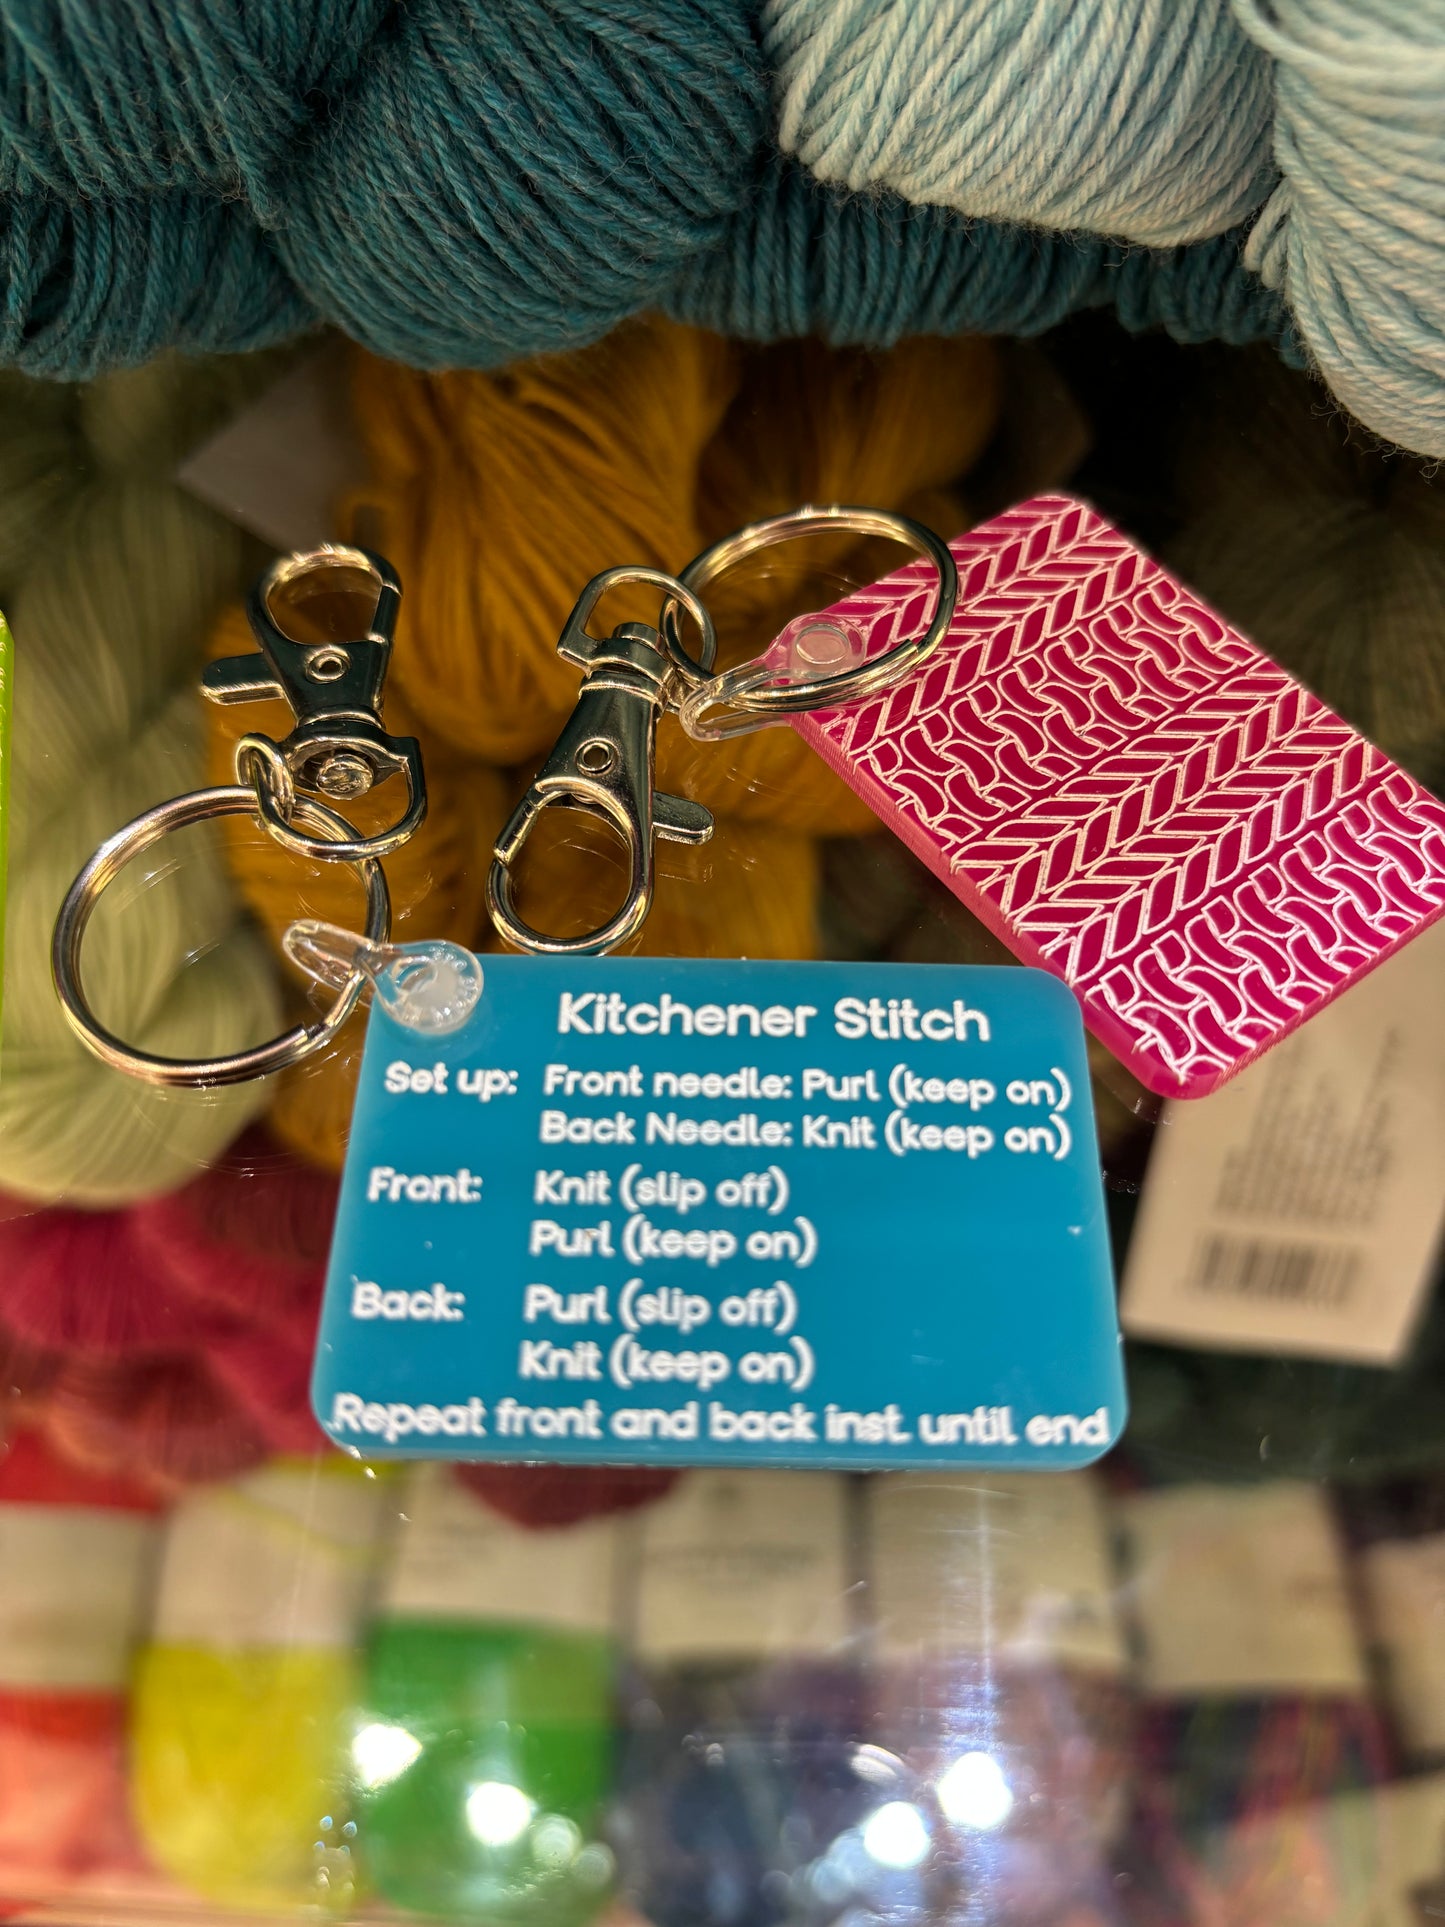 Kitchener Stitch
Set up: Front needle: Purl (keep on)
Back Needle: Knit (keep on)
Front: Knit (slip off)
Purl (keep on)
Back: Purl (slip off)
Knit (keep on)
Repeat front and back inst. until end